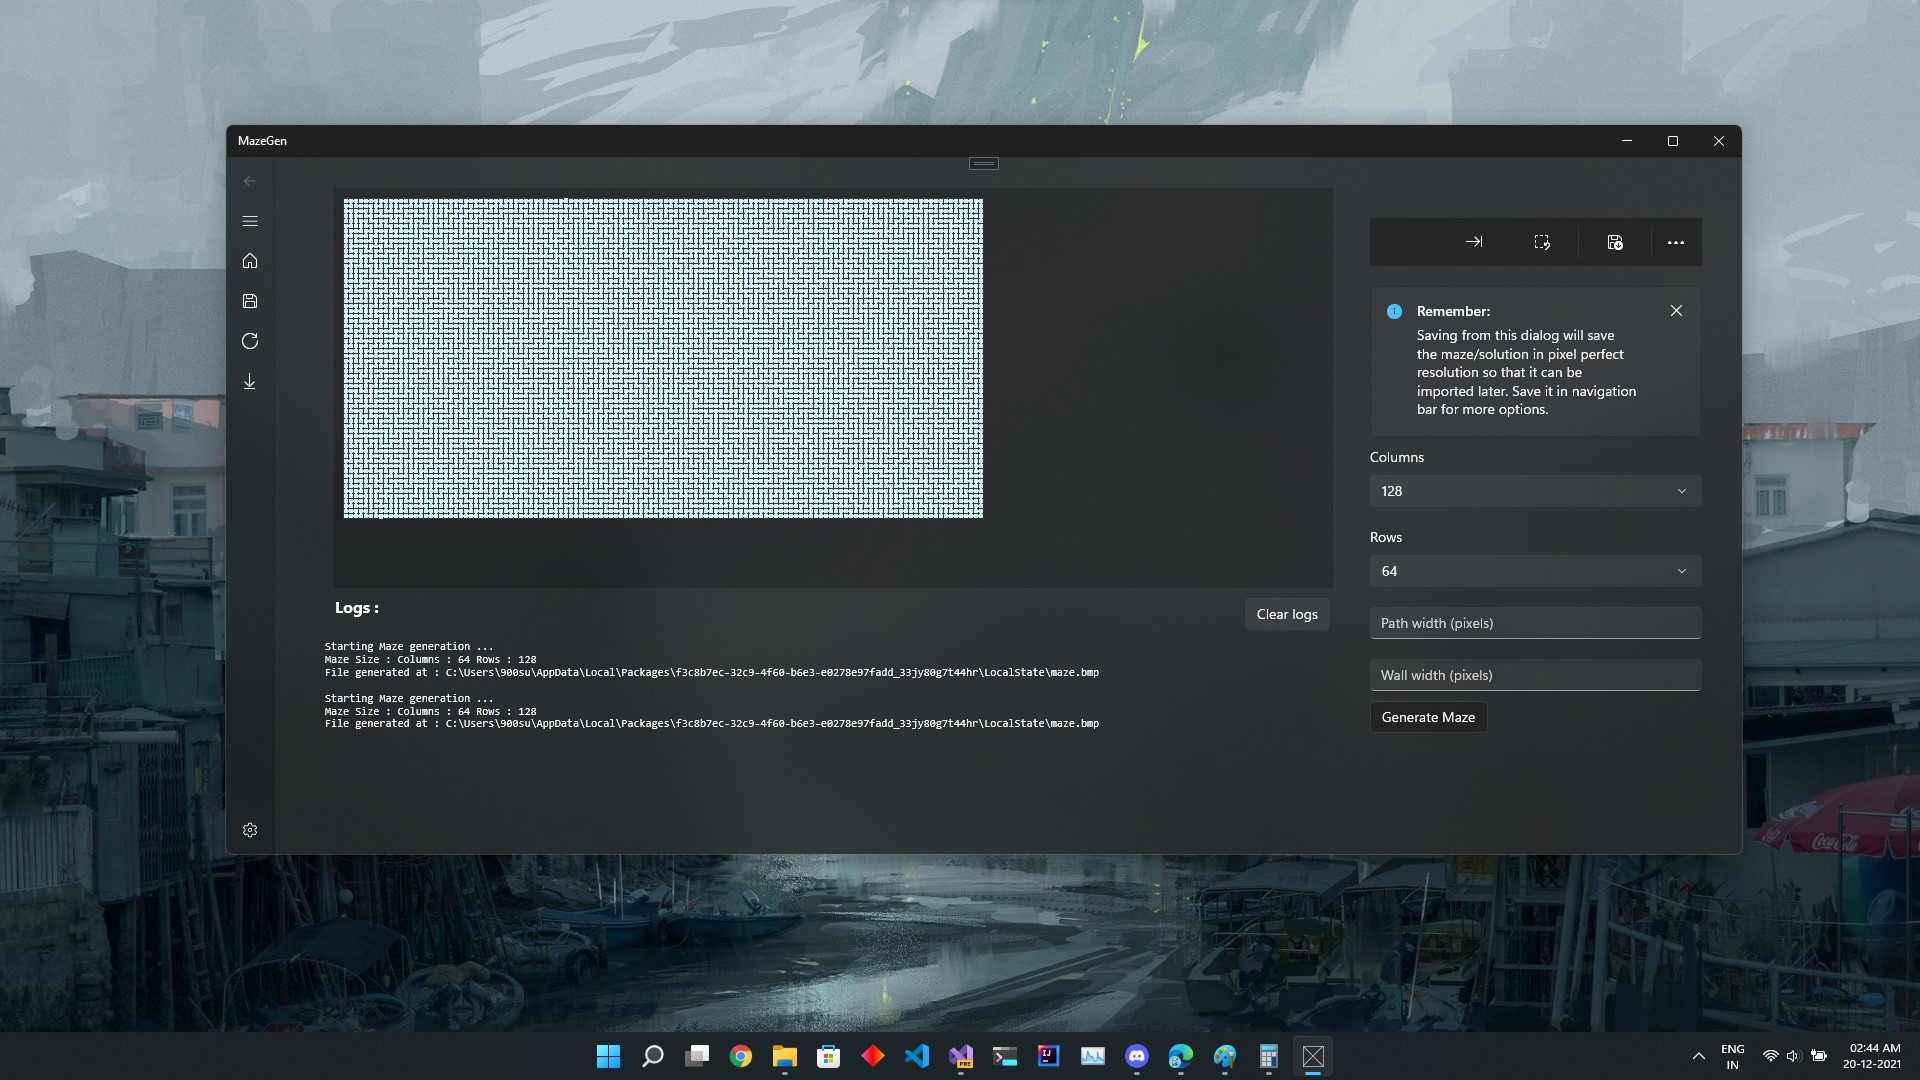 MazeGen
Remember:
Saving from this dialog will save
the maze/solution in pixel perfect
resolution so that it can be
imported later. Save it in navigation
bar for more options.
Columns
128
Rows
64
Path width (pixels)
Wall width (pixels)
Generate Maze
Logs :
Clear logs
Starting Maze generation ...
Maze Size : Columns : 64 Rows : 128
File generated at : C:\Users\900su\AppData\Local\Packages\f3c8b7ec-32c9-4f60-b6e3-e0278e97fadd_33jy80g7t44hr\LocalState\maze.bmp
Starting Maze generation ...
Maze Size : Columns : 64 Rows : 128
File generated at : C:\Users\900su\AppData\Local\Packages\f3c8b7ec-32c9-4f60-b6e3-e0278e97fadd_33jy80g7t44hr\LocalState\maze.bmp
Coca-Cola
PRE
IJ
ENG
IN
02:44 AM
20-12-2021